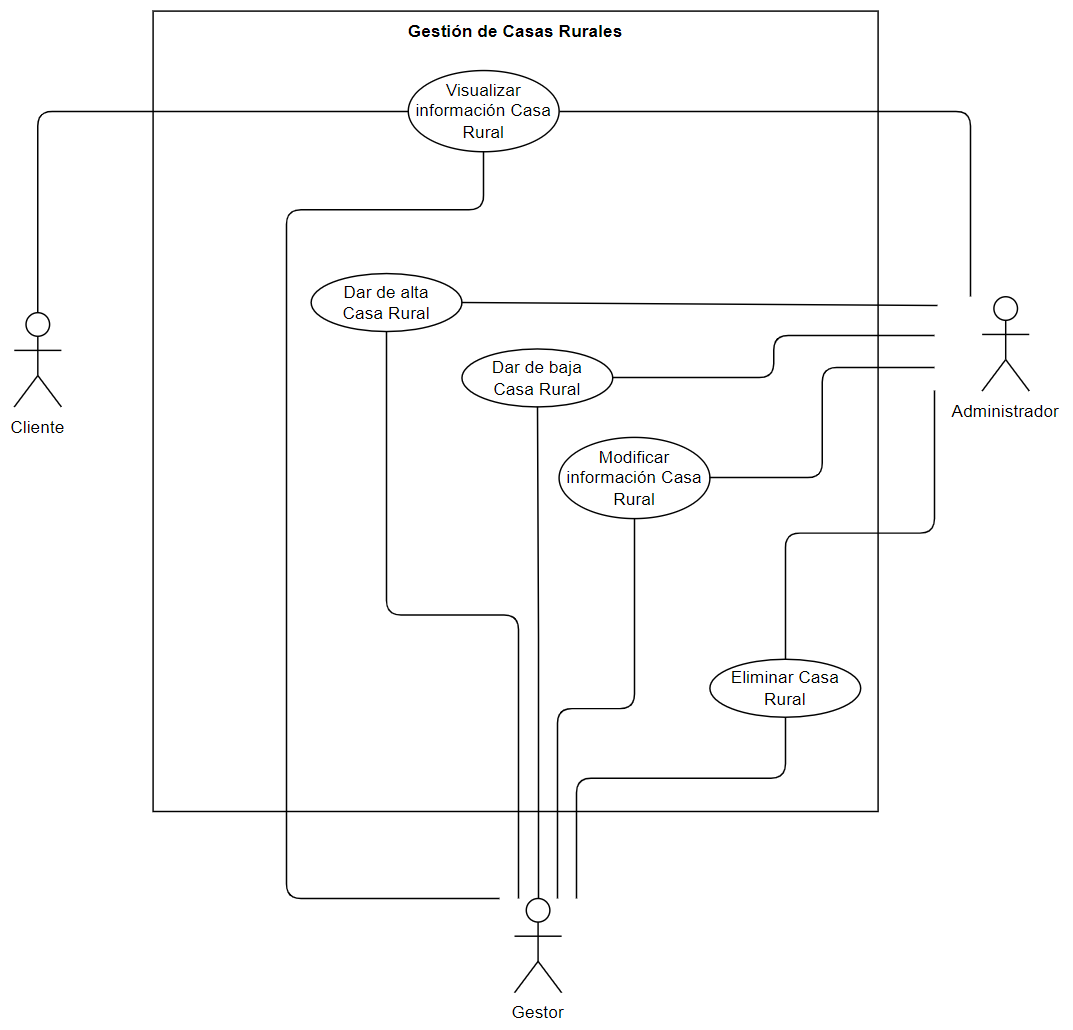 Gestión de Casas Rurales
Visualizar
información Casa
Rural
Dar de alta
Casa Rural
Dar de baja
Casa Rural
Administrador
Cliente
Modificar
información Casa
Rural
Eliminar Casa
Rural
Gestor